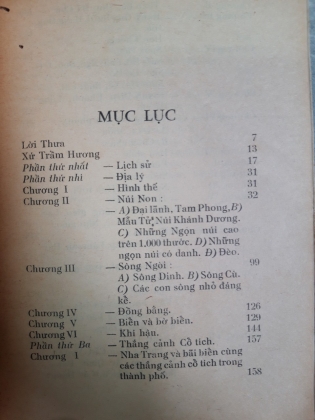 MỤC LỤC
Lời Thưa 7
Xứ Trầm Hương 13
Phần thứ nhất — Lịch sử 17
Phần thứ nhì — Địa lý 31
Chương I — Hình thể 31
Chương II — Núi Non : 32
— A) Đại lãnh, Tam Phong, B)
Mẫu Tử, Núi Khánh Dương.
C) Những Ngọn núi cao
trên 1.000 thước. D) Những
ngọn núi có danh. Đ) Đèo.
Chương III — Sông Ngòi : 99
A) Sông Dinh. B) Sông Cù.
C) Các con sông nhỏ đáng
kể.
Chương IV — Đồng bằng. 126
Chương V — Biển và bờ biển. 129
Chương VI — Khí hậu. 144
Phần thứ Ba — Thắng cảnh Cổ tích. 157
Chương I — Nha Trang và bãi biển cùng
các thắng cảnh cổ tích trong
thành phố. 158